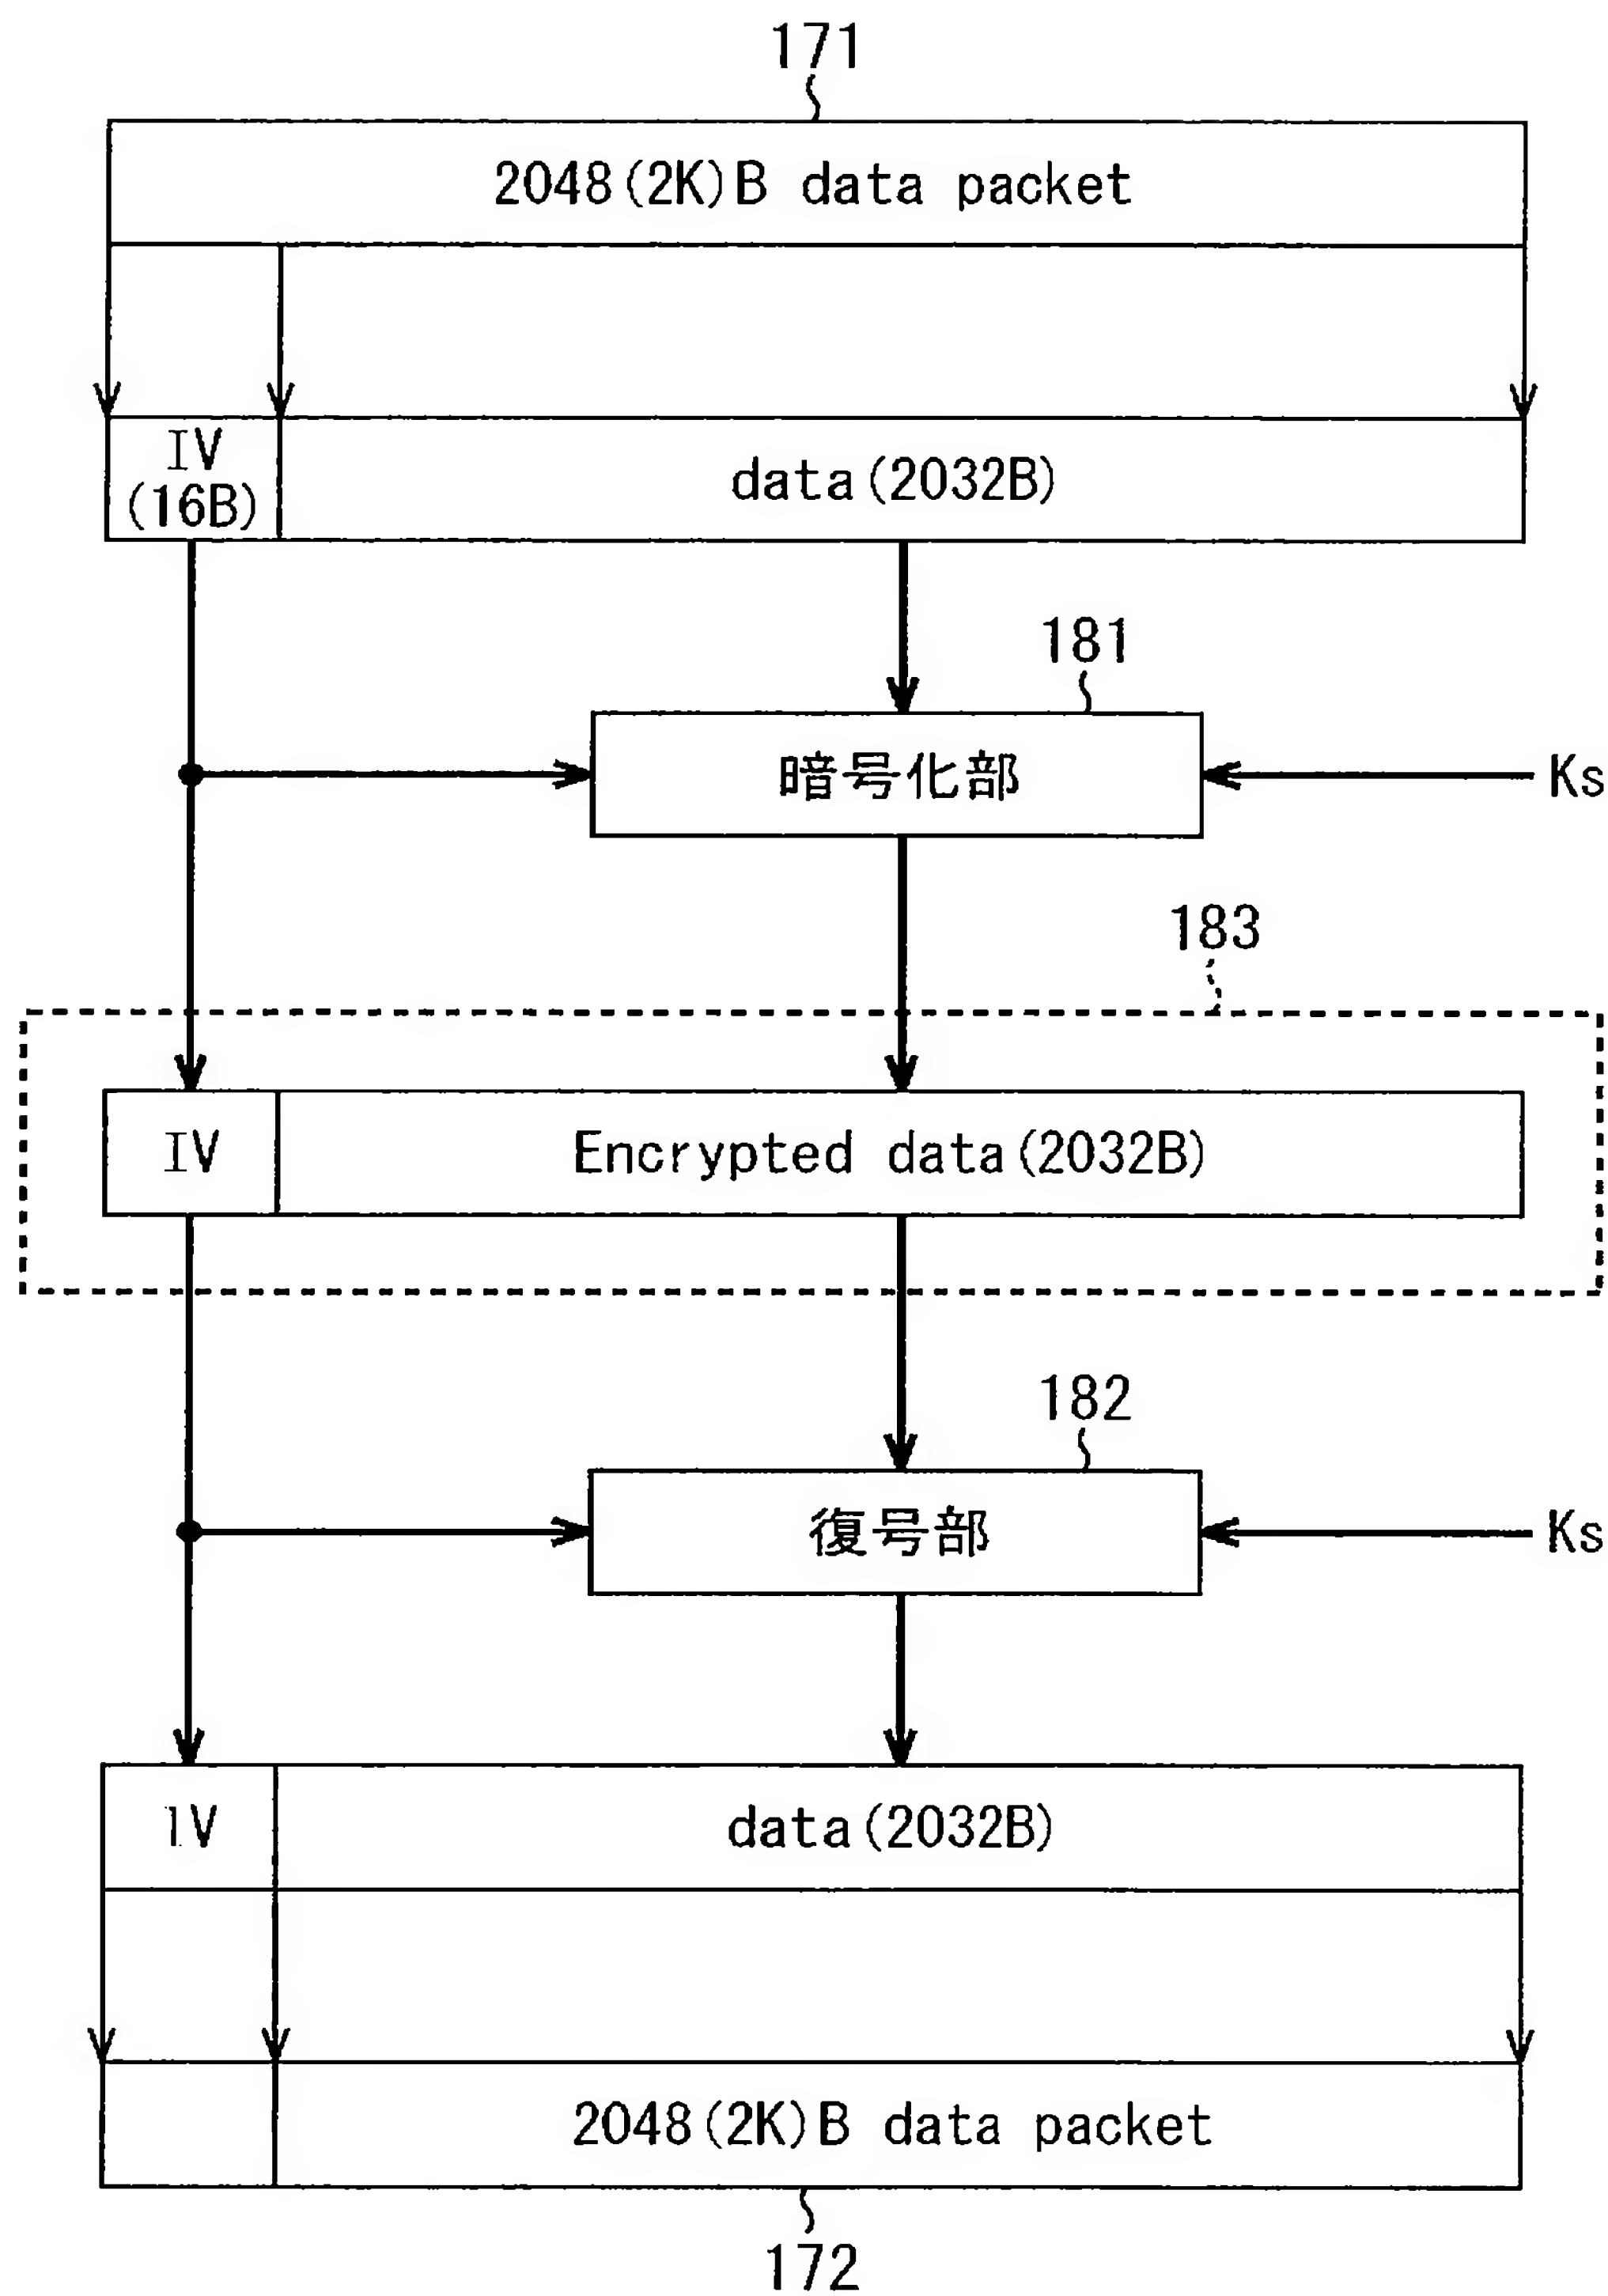 171
2048(2K)B data packet
IV
(16B)
data(2032B)
181
暗号化部
Ks
183
IV
Encrypted data(2032B)
182
復号部
Ks
IV
data(2032B)
2048(2K)B data packet
172